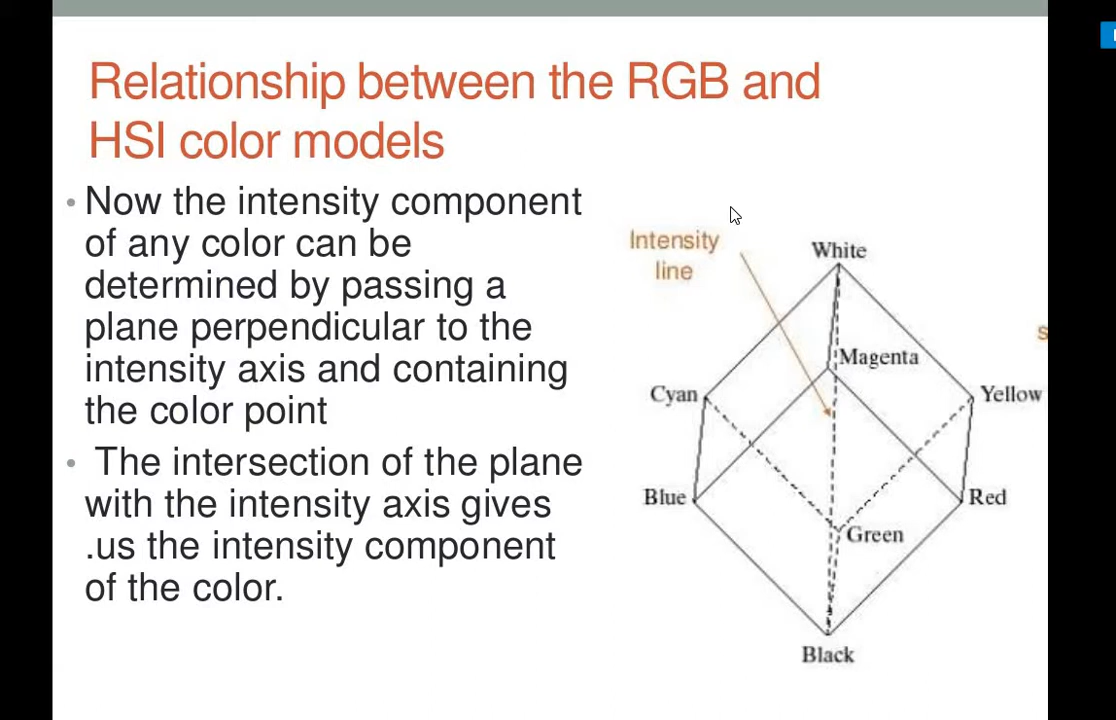 Relationship between the RGB and
HSI color models
• Now the intensity component
of any color can be
determined by passing a
plane perpendicular to the
intensity axis and containing
the color point
• The intersection of the plane
with the intensity axis gives
.us the intensity component
of the color.
Intensity
line
White
Magenta
Cyan
Yellow
Blue
Red
Green
Black